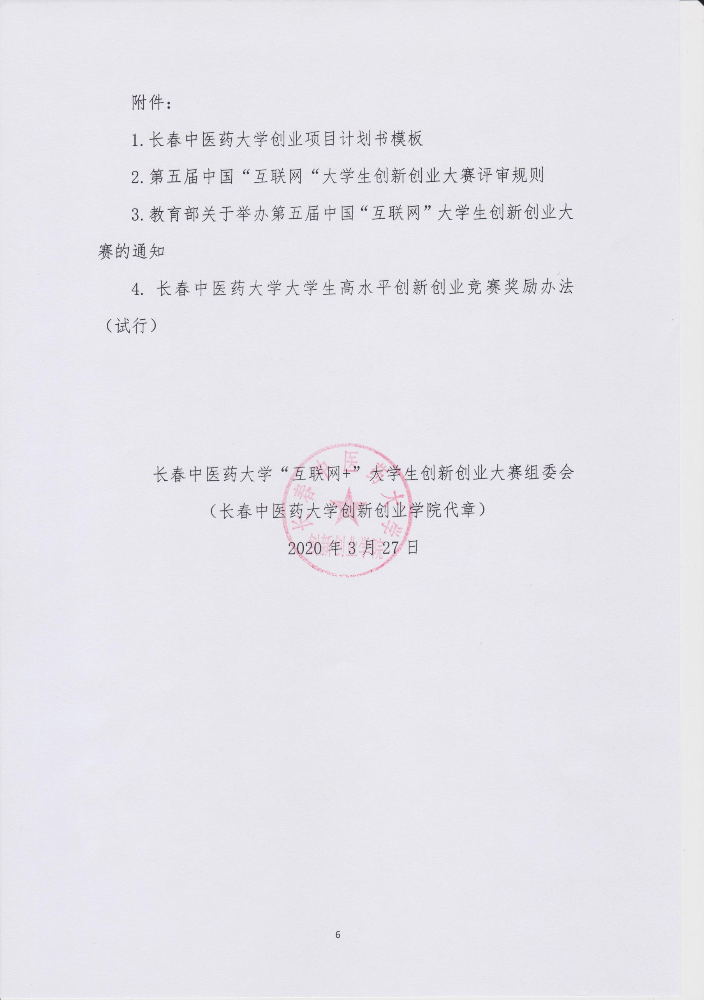 附件：
1.长春中医药大学创业项目计划书模板
2.第五届中国“互联网“大学生创新创业大赛评审规则
3.教育部关于举办第五届中国“互联网”大学生创新创业大
赛的通知
4. 长春中医药大学大学生高水平创新创业竞赛奖励办法
（试行）
长春中医药大学“互联网+”大学生创新创业大赛组委会
（长春中医药大学创新创业学院代章）
2020 年 3 月 27 日
长春中医药大学
创新创业学院
6